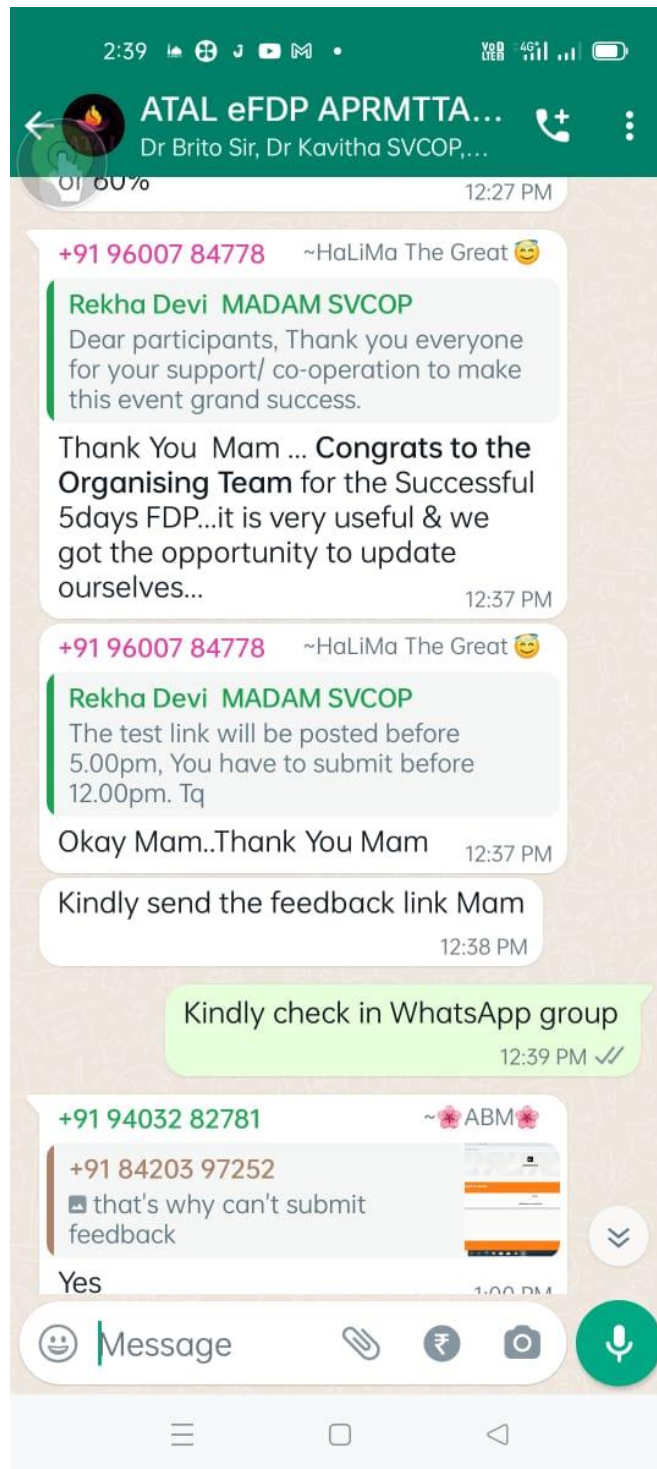 2:39
ATAL eFDP APRMTTA...
Dr Brito Sir, Dr Kavitha SVCOP,...
or 60%
12:27 PM
+91 96007 84778 ~HaLiMa The Great 😇
Rekha Devi MADAM SVCOP
Dear participants, Thank you everyone
for your support/ co-operation to make
this event grand success.
Thank You Mam ... Congrats to the
Organising Team for the Successful
5days FDP...it is very useful & we
got the opportunity to update
ourselves...
12:37 PM
+91 96007 84778 ~HaLiMa The Great 😇
Rekha Devi MADAM SVCOP
The test link will be posted before
5.00pm, You have to submit before
12.00pm. Tq
Okay Mam..Thank You Mam
12:37 PM
Kindly send the feedback link Mam
12:38 PM
Kindly check in WhatsApp group
12:39 PM
+91 94032 82781 ~🌸ABM🌸
+91 84203 97252
that's why can't submit
feedback
Yes
1:00 PM
Message